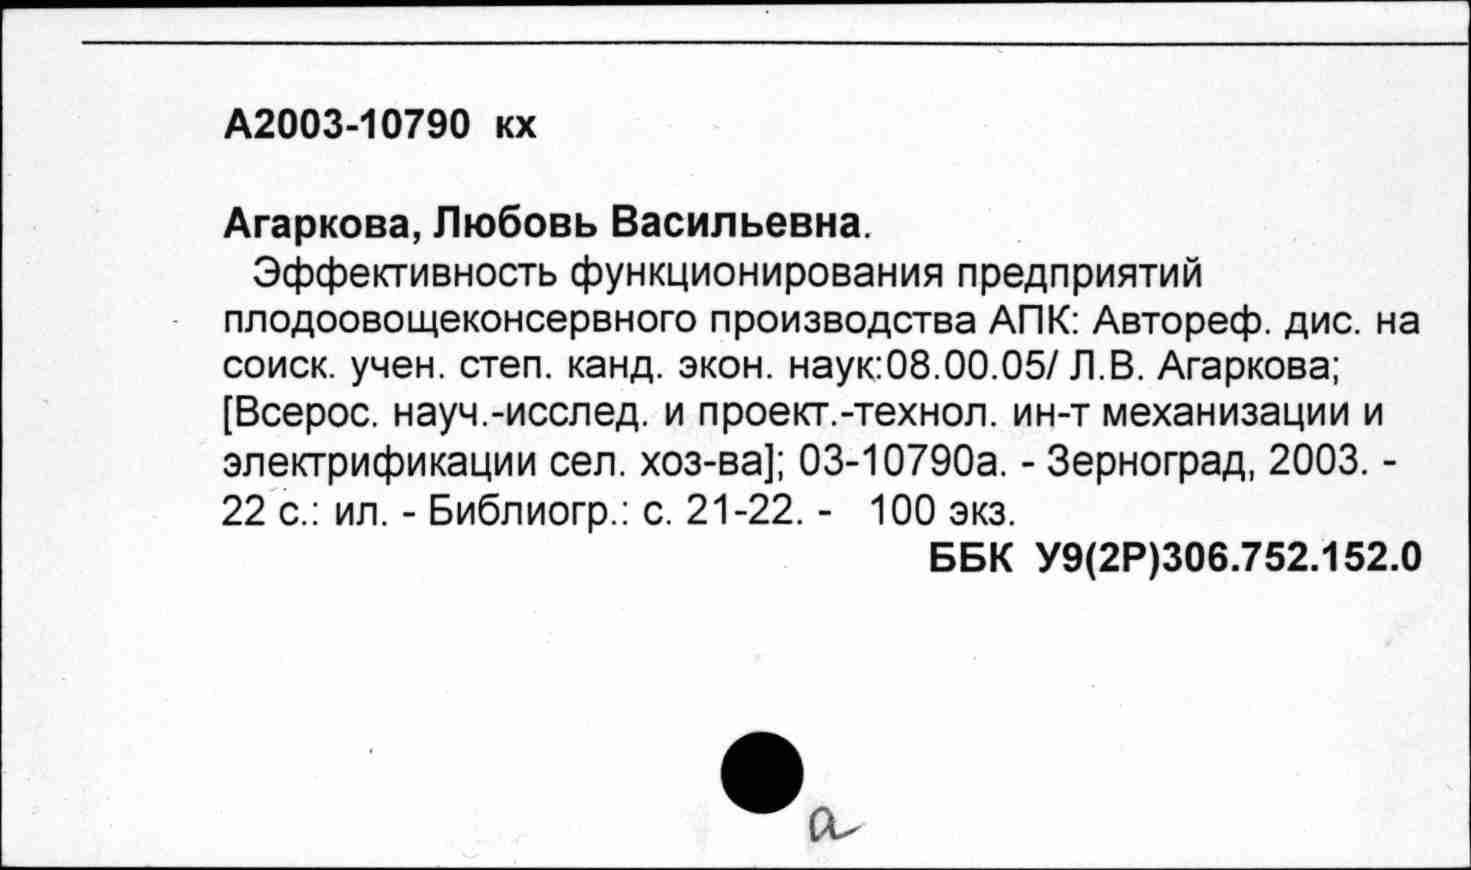 А2003-10790 кх
Агаркова, Любовь Васильевна.
Эффективность функционирования предприятий
плодоовощеконсервного производства АПК: Автореф. дис. на
соиск. учен. степ. канд. экон. наук:08.00.05/ Л.В. Агаркова;
[Всерос. науч.-исслед. и проект.-технол. ин-т механизации и
электрификации сел. хоз-ва]; 03-10790а. - Зерноград, 2003. -
22 с.: ил. - Библиогр.: с. 21-22. - 100 экз.
ББК У9(2Р)306.752.152.0
а